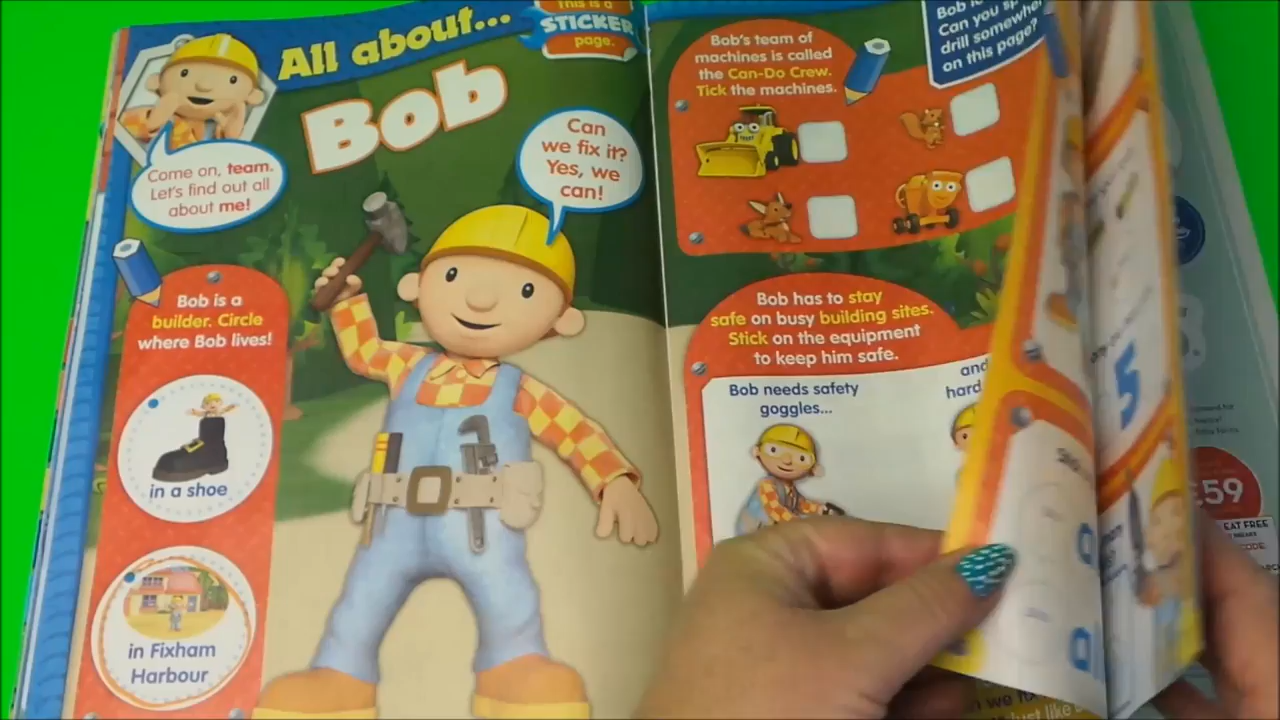 All about...
Bob
This is a
STICKER
page.
Come on, team.
Let's find out all
about me!
Can
we fix it?
Yes, we
can!
Bob is a
builder. Circle
where Bob lives!
in a shoe
in Fixham
Harbour
Bob's team of
machines is called
the Can-Do Crew.
Tick the machines.
Can you
drill
on this page?
Bob has to stay
safe on busy building sites.
Stick on the equipment
to keep him safe.
Bob needs safety
goggles...
and
hard
5
£59
EAT FREE